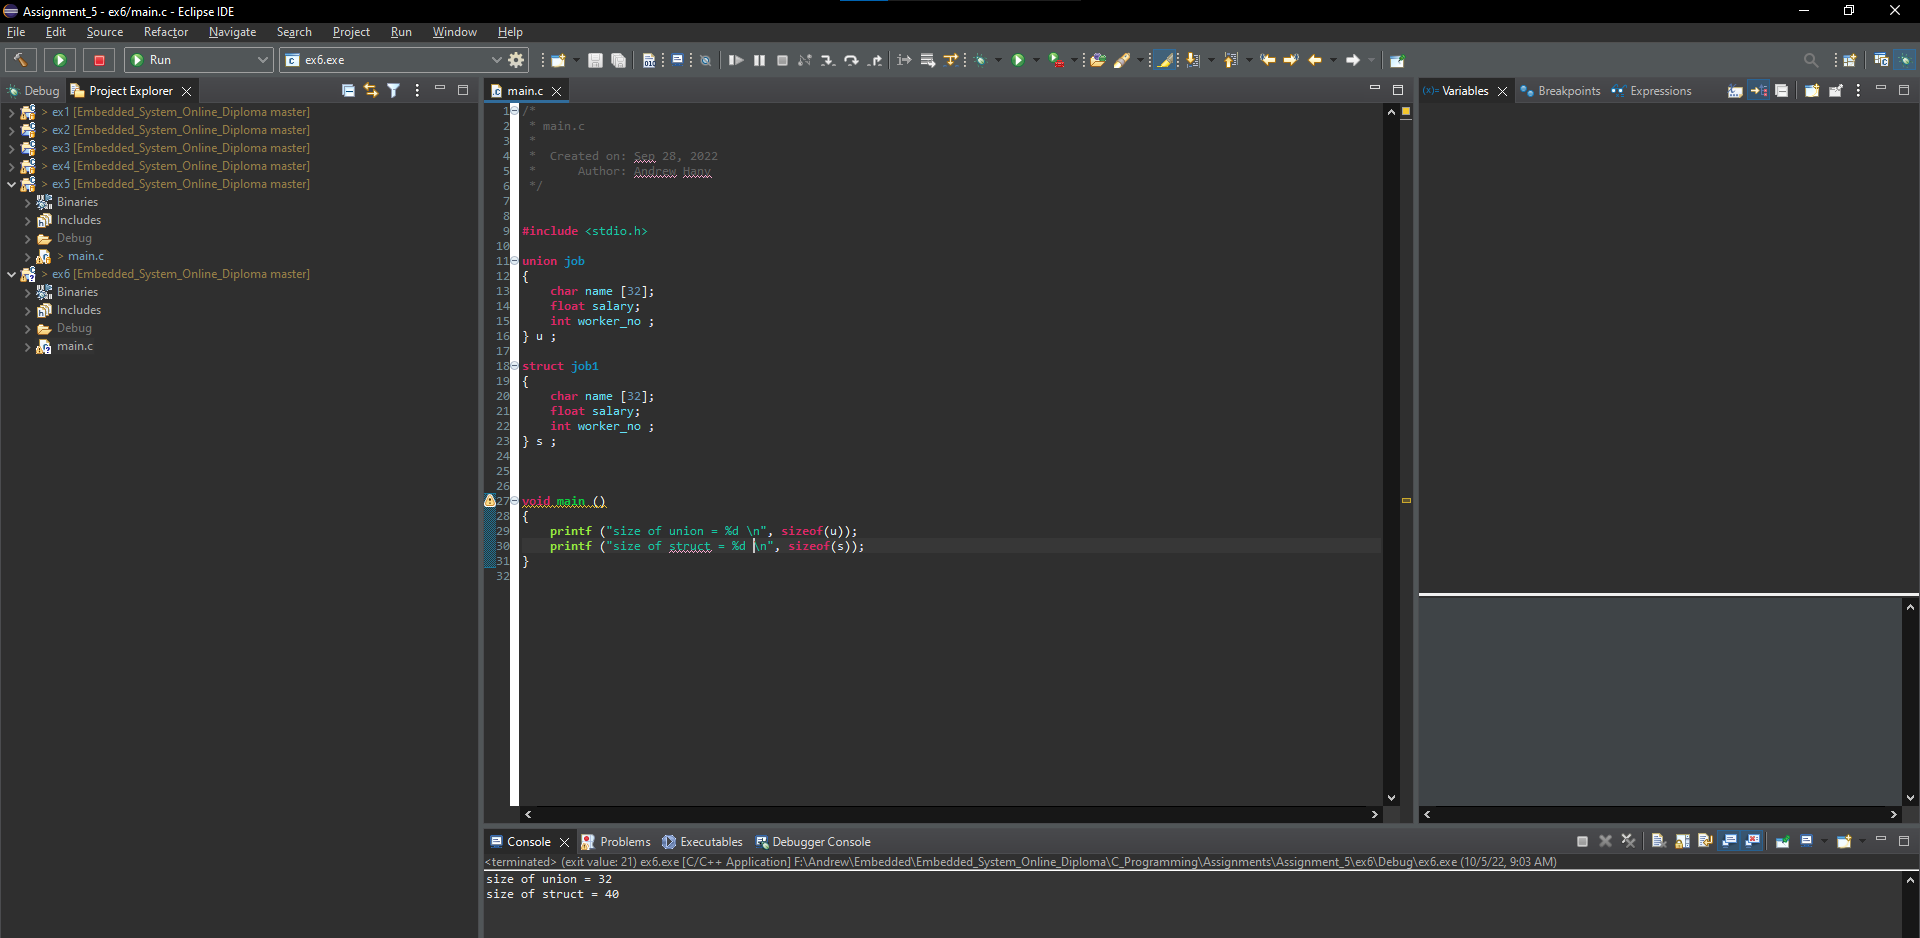 Assignment_5 - ex6/main.c - Eclipse IDE
File Edit Source Refactor Navigate Search Project Run Window Help
Run ex6.exe
Debug Project Explorer
> ex1 [Embedded_System_Online_Diploma master]
> ex2 [Embedded_System_Online_Diploma master]
> ex3 [Embedded_System_Online_Diploma master]
> ex4 [Embedded_System_Online_Diploma master]
> ex5 [Embedded_System_Online_Diploma master]
Binaries
Includes
Debug
> main.c
> ex6 [Embedded_System_Online_Diploma master]
Binaries
Includes
Debug
main.c
main.c
1 /*
2 * main.c
3 *
4 * Created on: Sep 28, 2022
5 * Author: Andrew Hany
6 */
7
8
9 #include <stdio.h>
10
11 union job
12 {
13 char name [32];
14 float salary;
15 int worker_no ;
16 } u ;
17
18 struct job1
19 {
20 char name [32];
21 float salary;
22 int worker_no ;
23 } s ;
24
25
26
27 void main ()
28 {
29 printf ("size of union = %d \n", sizeof(u));
30 printf ("size of struct = %d \n", sizeof(s));
31 }
32
(x)= Variables Breakpoints Expressions
Console Problems Executables Debugger Console
<terminated> (exit value: 21) ex6.exe [C/C++ Application] F:\Andrew\Embedded\Embedded_System_Online_Diploma\C_Programming\Assignments\Assignment_5\ex6\Debug\ex6.exe (10/5/22, 9:03 AM)
size of union = 32
size of struct = 40